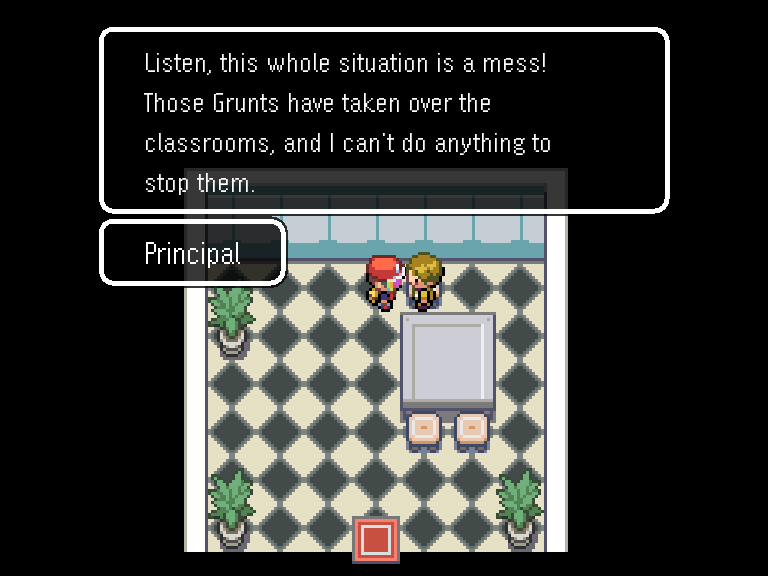 Listen, this whole situation is a mess!
Those Grunts have taken over the
classrooms, and I can't do anything to
stop them.
Principal